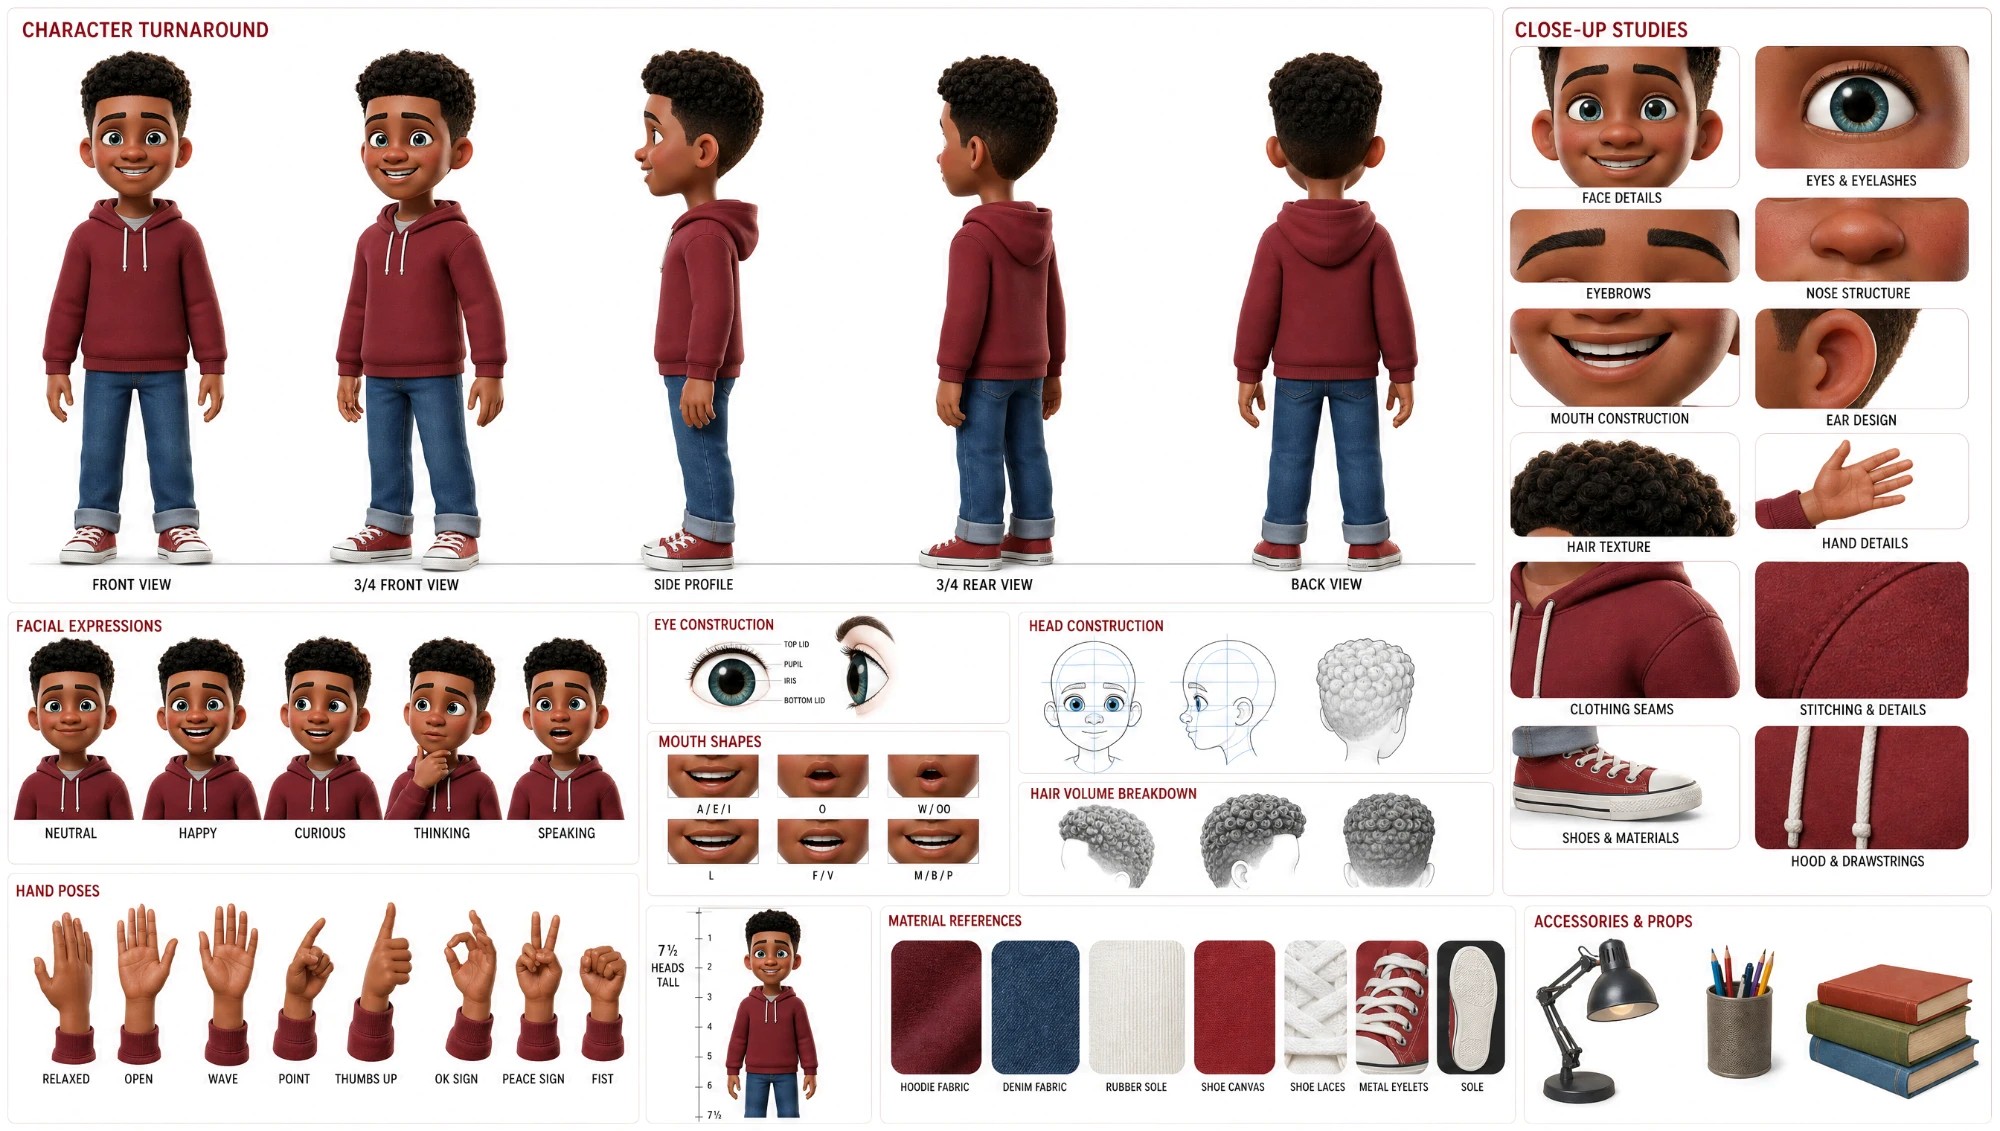 CHARACTER TURNAROUND
FRONT VIEW
3/4 FRONT VIEW
SIDE PROFILE
3/4 REAR VIEW
BACK VIEW
CLOSE-UP STUDIES
FACE DETAILS
EYES & EYELASHES
EYEBROWS
NOSE STRUCTURE
MOUTH CONSTRUCTION
EAR DESIGN
HAIR TEXTURE
HAND DETAILS
CLOTHING SEAMS
STITCHING & DETAILS
SHOES & MATERIALS
HOOD & DRAWSTRINGS
FACIAL EXPRESSIONS
NEUTRAL
HAPPY
CURIOUS
THINKING
SPEAKING
EYE CONSTRUCTION
TOP LID
PUPIL
IRIS
BOTTOM LID
MOUTH SHAPES
A / E / I
O
W / OO
L
F / V
M / B / P
HEAD CONSTRUCTION
HAIR VOLUME BREAKDOWN
HAND POSES
RELAXED
OPEN
WAVE
POINT
THUMBS UP
OK SIGN
PEACE SIGN
FIST
7½
HEADS
TALL
1
2
3
4
5
6
7½
MATERIAL REFERENCES
HOODIE FABRIC
DENIM FABRIC
RUBBER SOLE
SHOE CANVAS
SHOE LACES
METAL EYELETS
SOLE
ACCESSORIES & PROPS